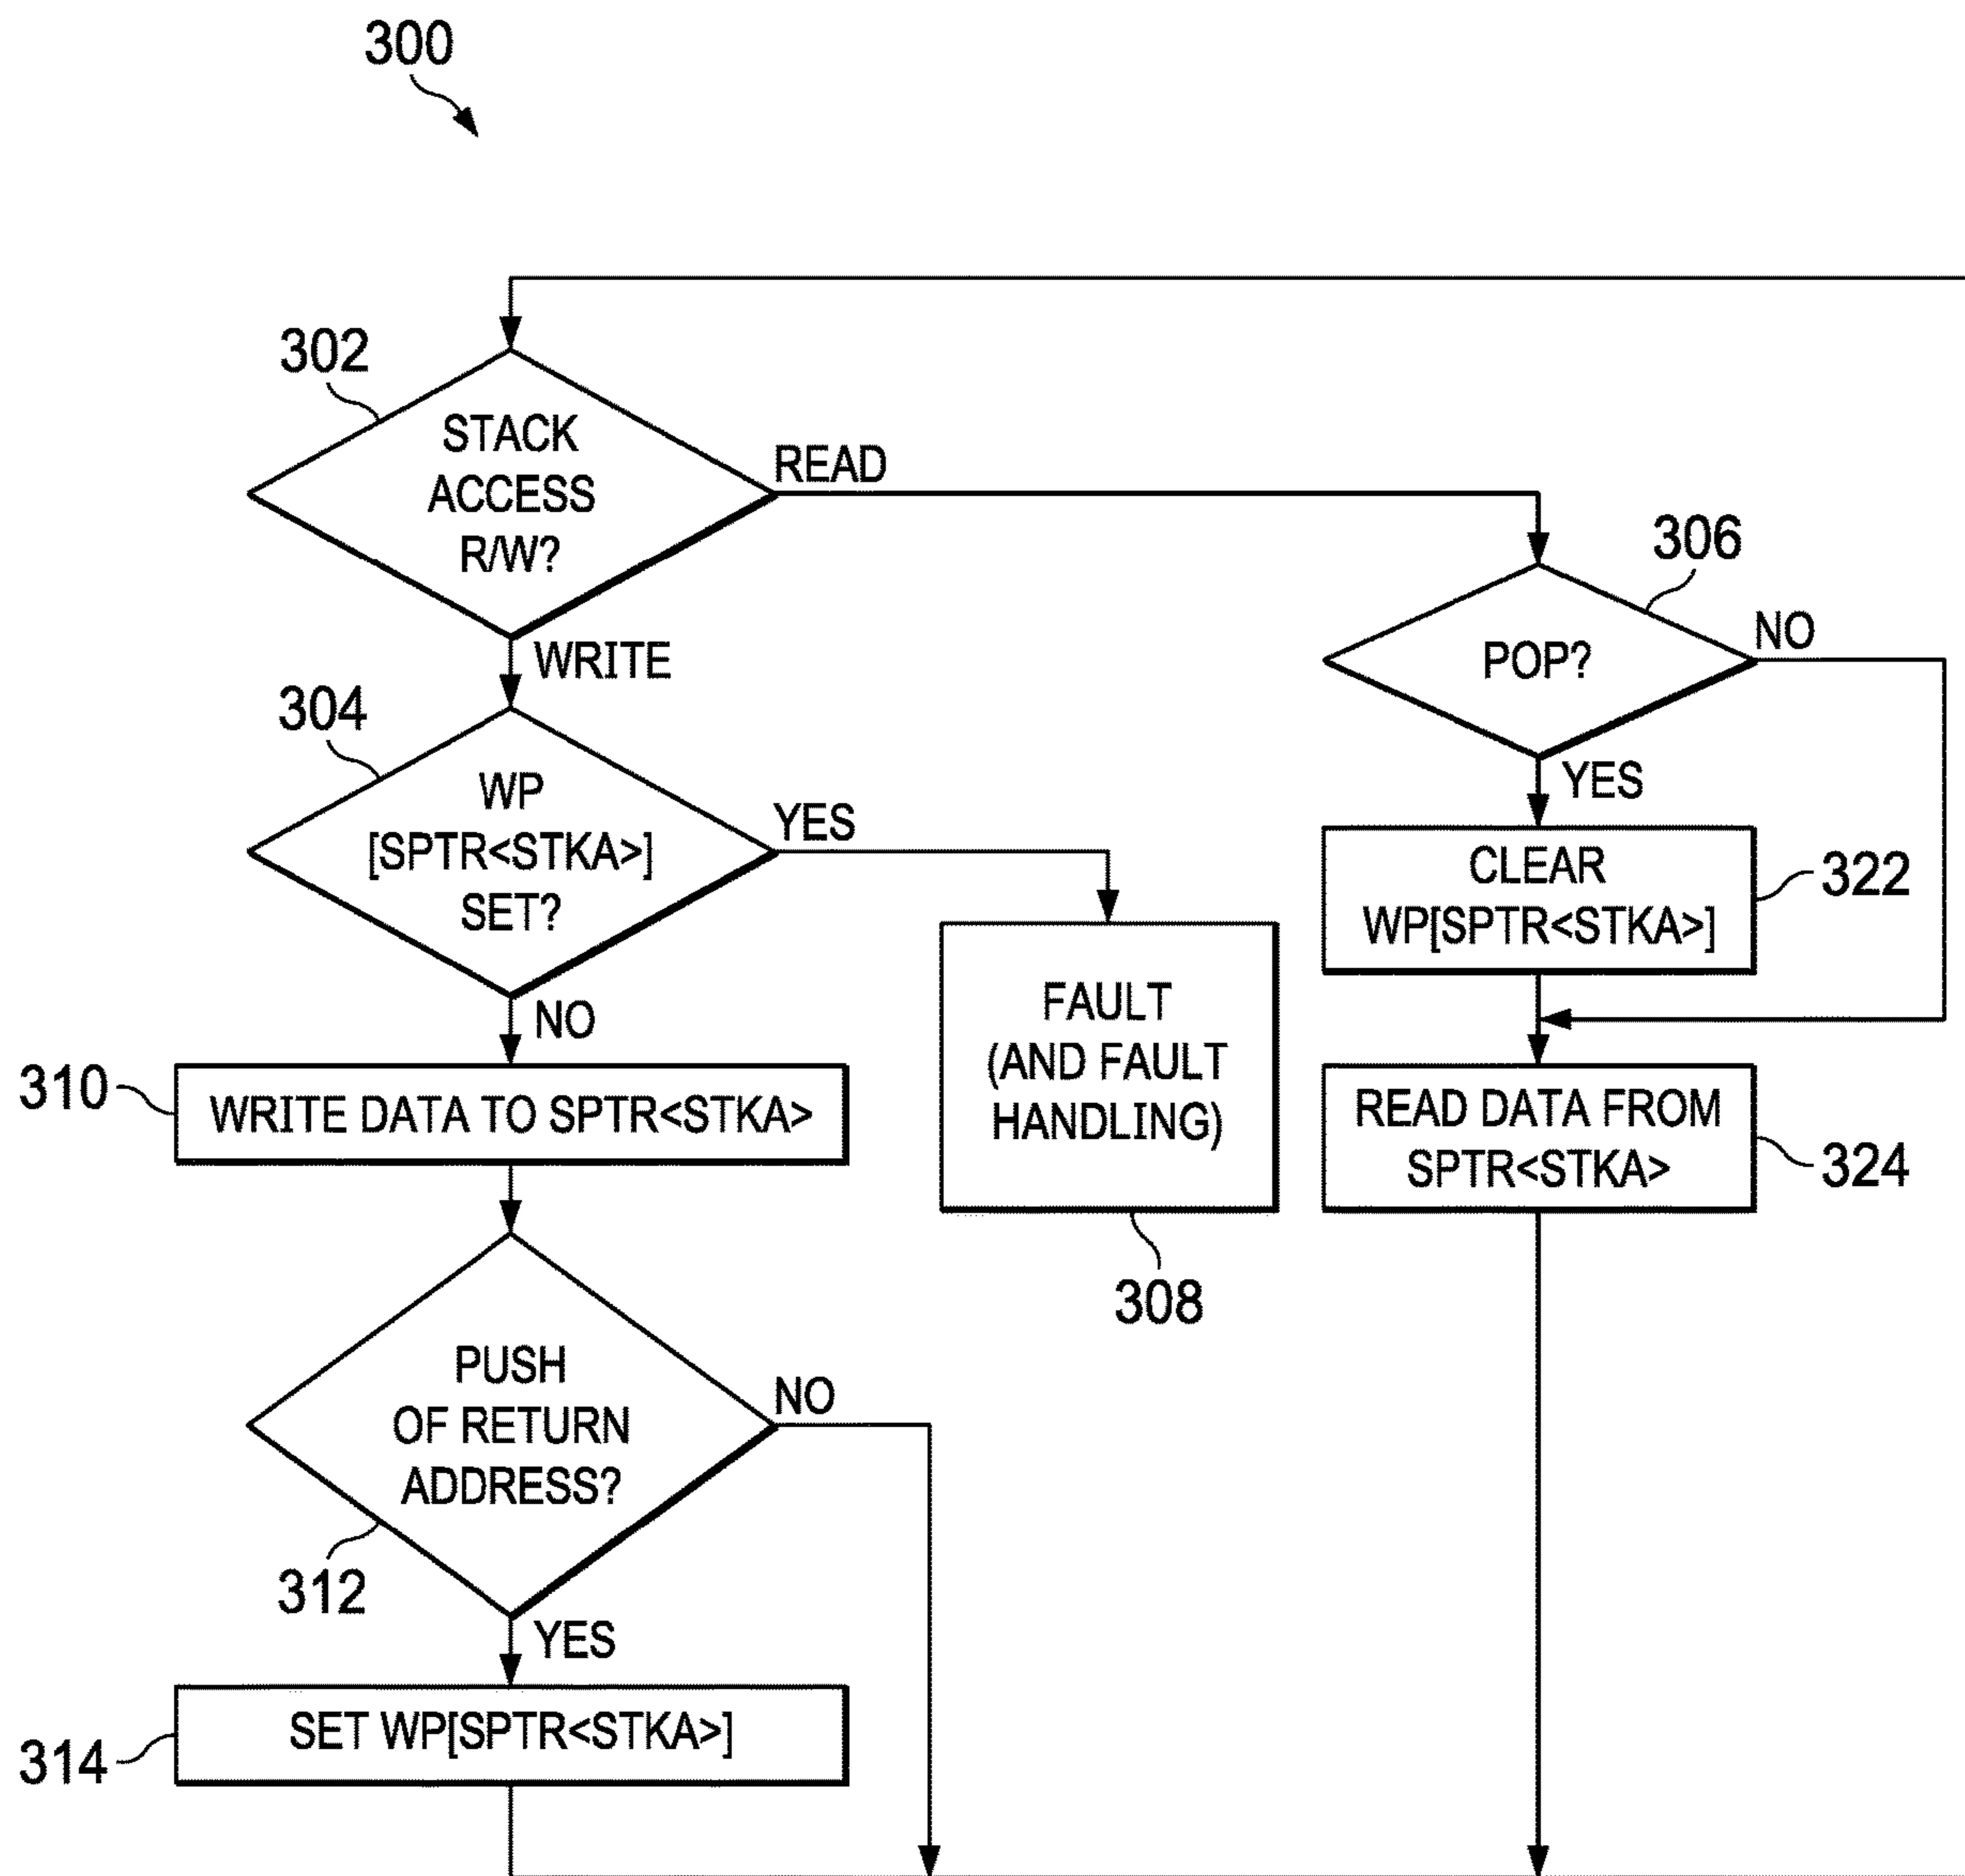 300
302
STACK
ACCESS
R/W?
READ
WRITE
306
POP?
NO
YES
304
WP
[SPTR<STKA>]
SET?
YES
NO
308
FAULT
(AND FAULT
HANDLING)
CLEAR
WP[SPTR<STKA>]
322
READ DATA FROM
SPTR<STKA>
324
310
WRITE DATA TO SPTR<STKA>
PUSH
OF RETURN
ADDRESS?
NO
312
YES
SET WP[SPTR<STKA>]
314